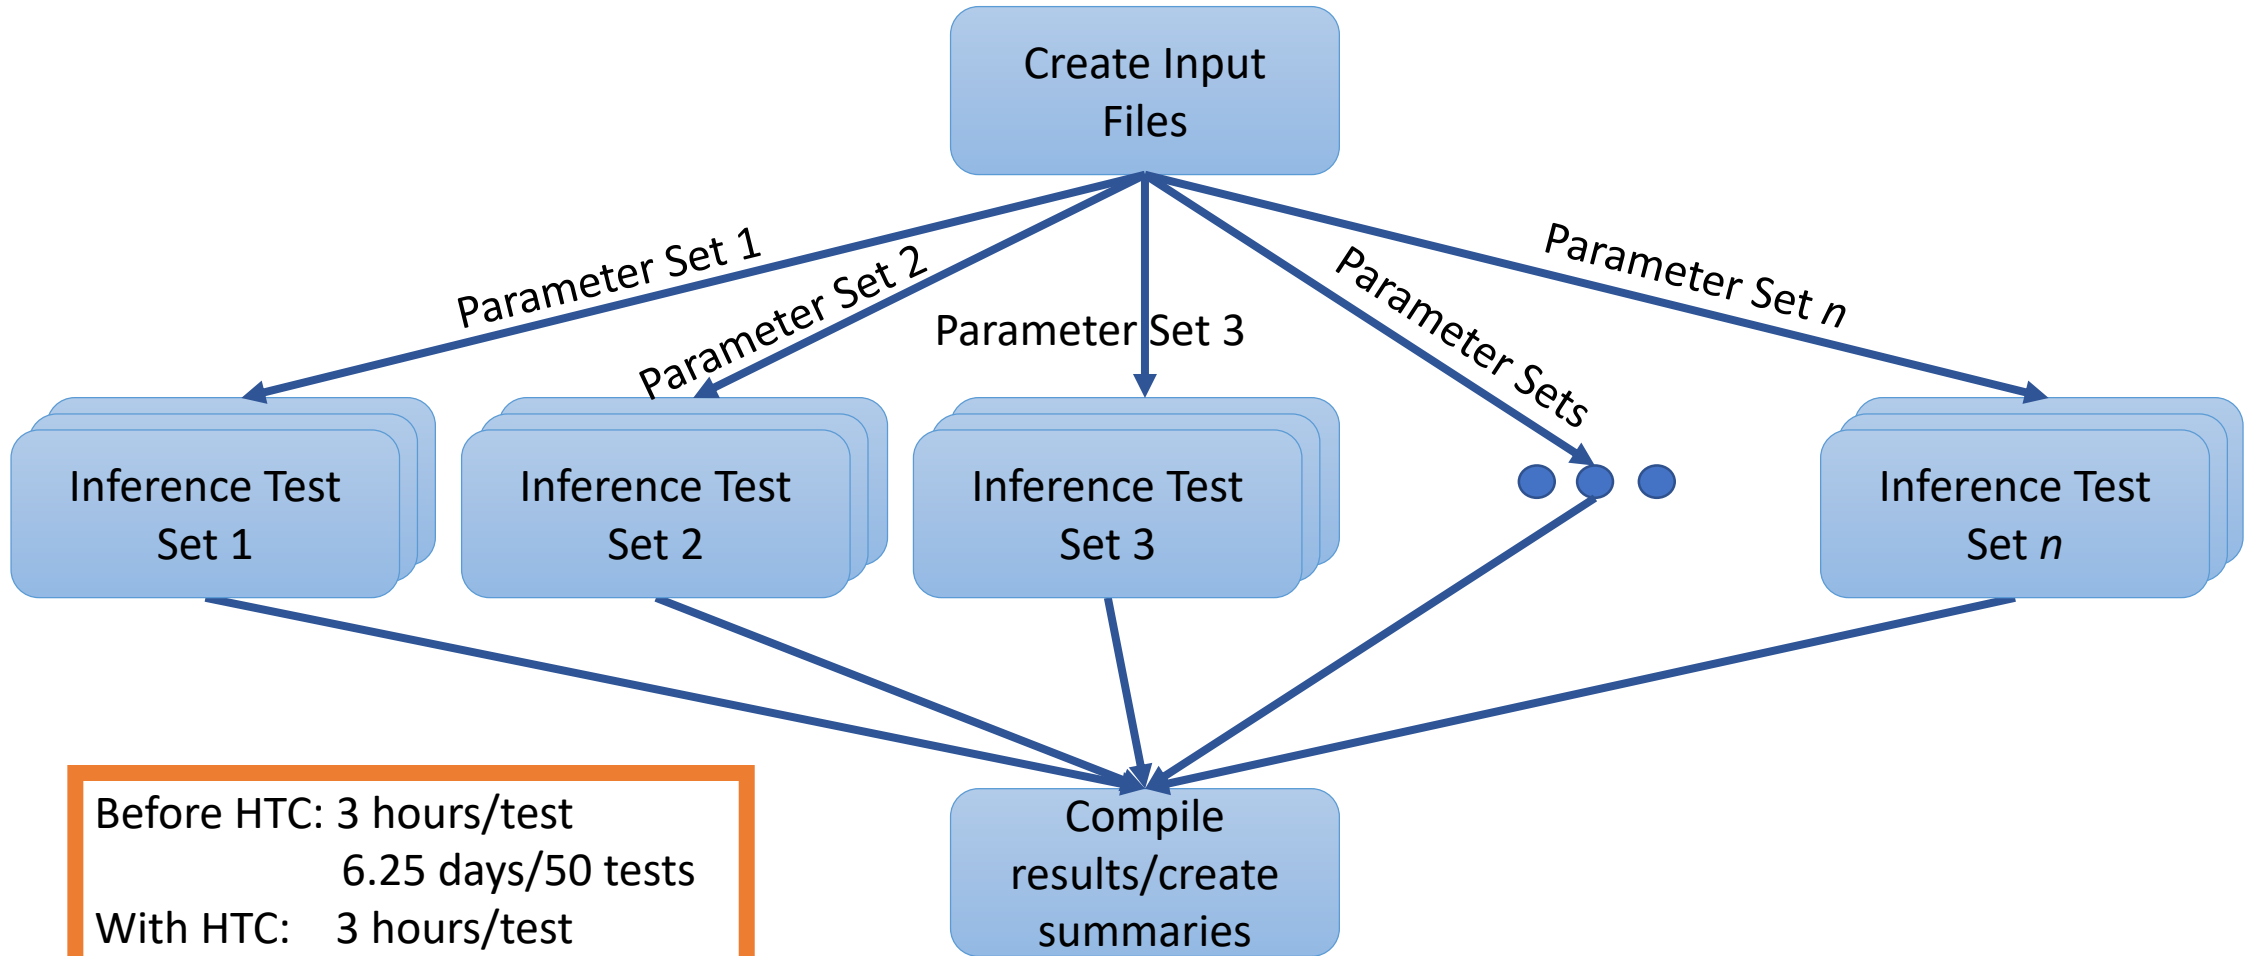 Create Input
Files
Parameter Set 1
Parameter Set 2
Parameter Set 3
Parameter Sets
Parameter Set n
Inference Test
Set 1
Inference Test
Set 2
Inference Test
Set 3
Inference Test
Set n
Before HTC: 3 hours/test
6.25 days/50 tests
With HTC: 3 hours/test
Compile
results/create
summaries